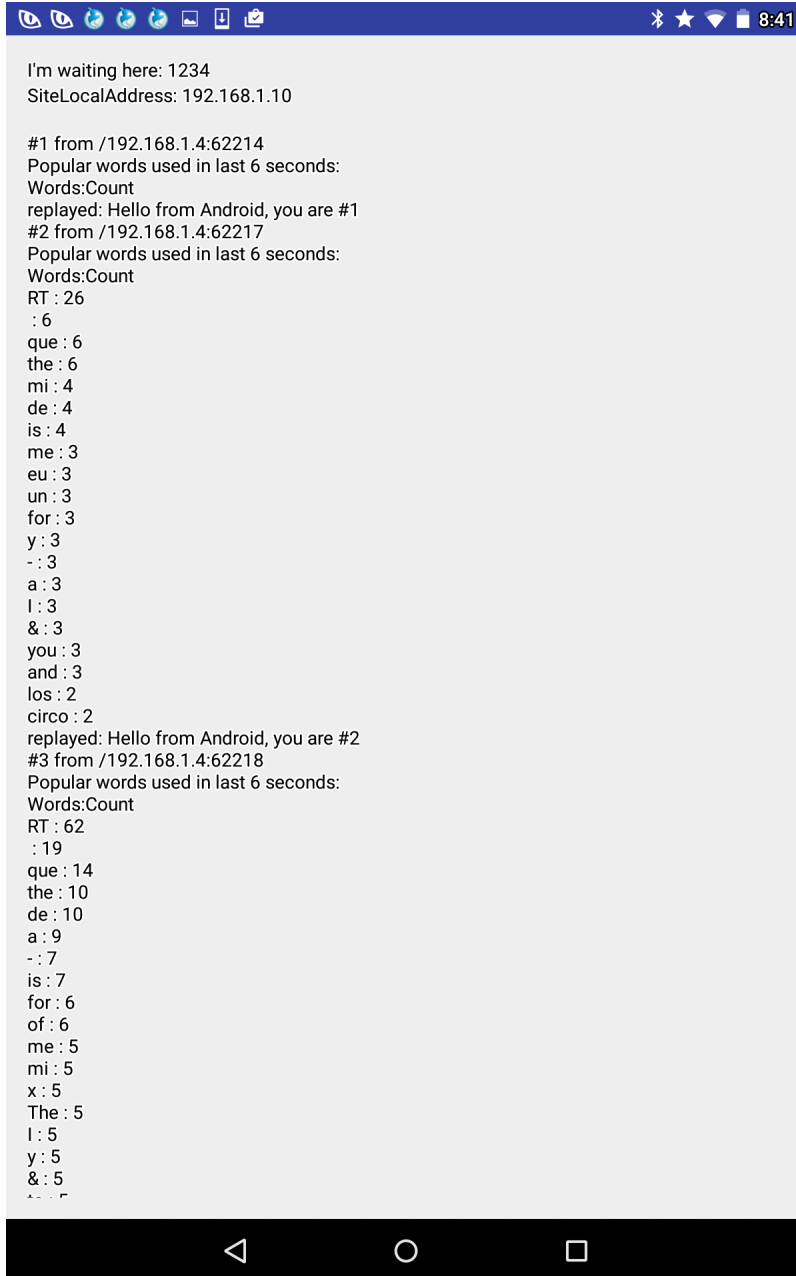 8:41
I'm waiting here: 1234
SiteLocalAddress: 192.168.1.10
#1 from /192.168.1.4:62214
Popular words used in last 6 seconds:
Words:Count
replayed: Hello from Android, you are #1
#2 from /192.168.1.4:62217
Popular words used in last 6 seconds:
Words:Count
RT : 26
 : 6
que : 6
the : 6
mi : 4
de : 4
is : 4
me : 3
eu : 3
un : 3
for : 3
y : 3
- : 3
a : 3
I : 3
& : 3
you : 3
and : 3
los : 2
circo : 2
replayed: Hello from Android, you are #2
#3 from /192.168.1.4:62218
Popular words used in last 6 seconds:
Words:Count
RT : 62
 : 19
que : 14
the : 10
de : 10
a : 9
- : 7
is : 7
for : 6
of : 6
me : 5
mi : 5
x : 5
The : 5
I : 5
y : 5
& : 5